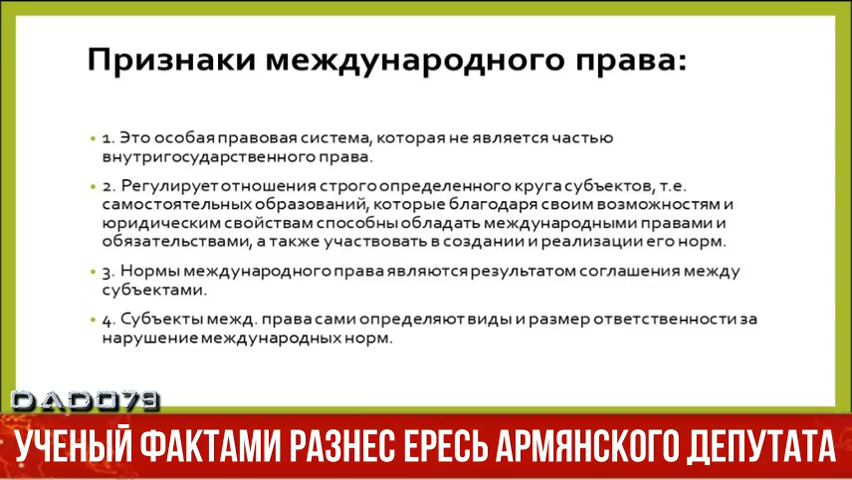 Признаки международного права:
• 1. Это особая правовая система, которая не является частью
внутригосударственного права.
• 2. Регулирует отношения строго определенного круга субъектов, т.е.
самостоятельных образований, которые благодаря своим возможностям и
юридическим свойствам способны обладать международными правами и
обязательствами, а также участвовать в создании и реализации его норм.
• 3. Нормы международного права являются результатом соглашения между
субъектами.
• 4. Субъекты межд. права сами определяют виды и размер ответственности за
нарушение международных норм.
DADO79
УЧЕНЫЙ ФАКТАМИ РАЗНЕС ЕРЕСЬ АРМЯНСКОГО ДЕПУТАТА